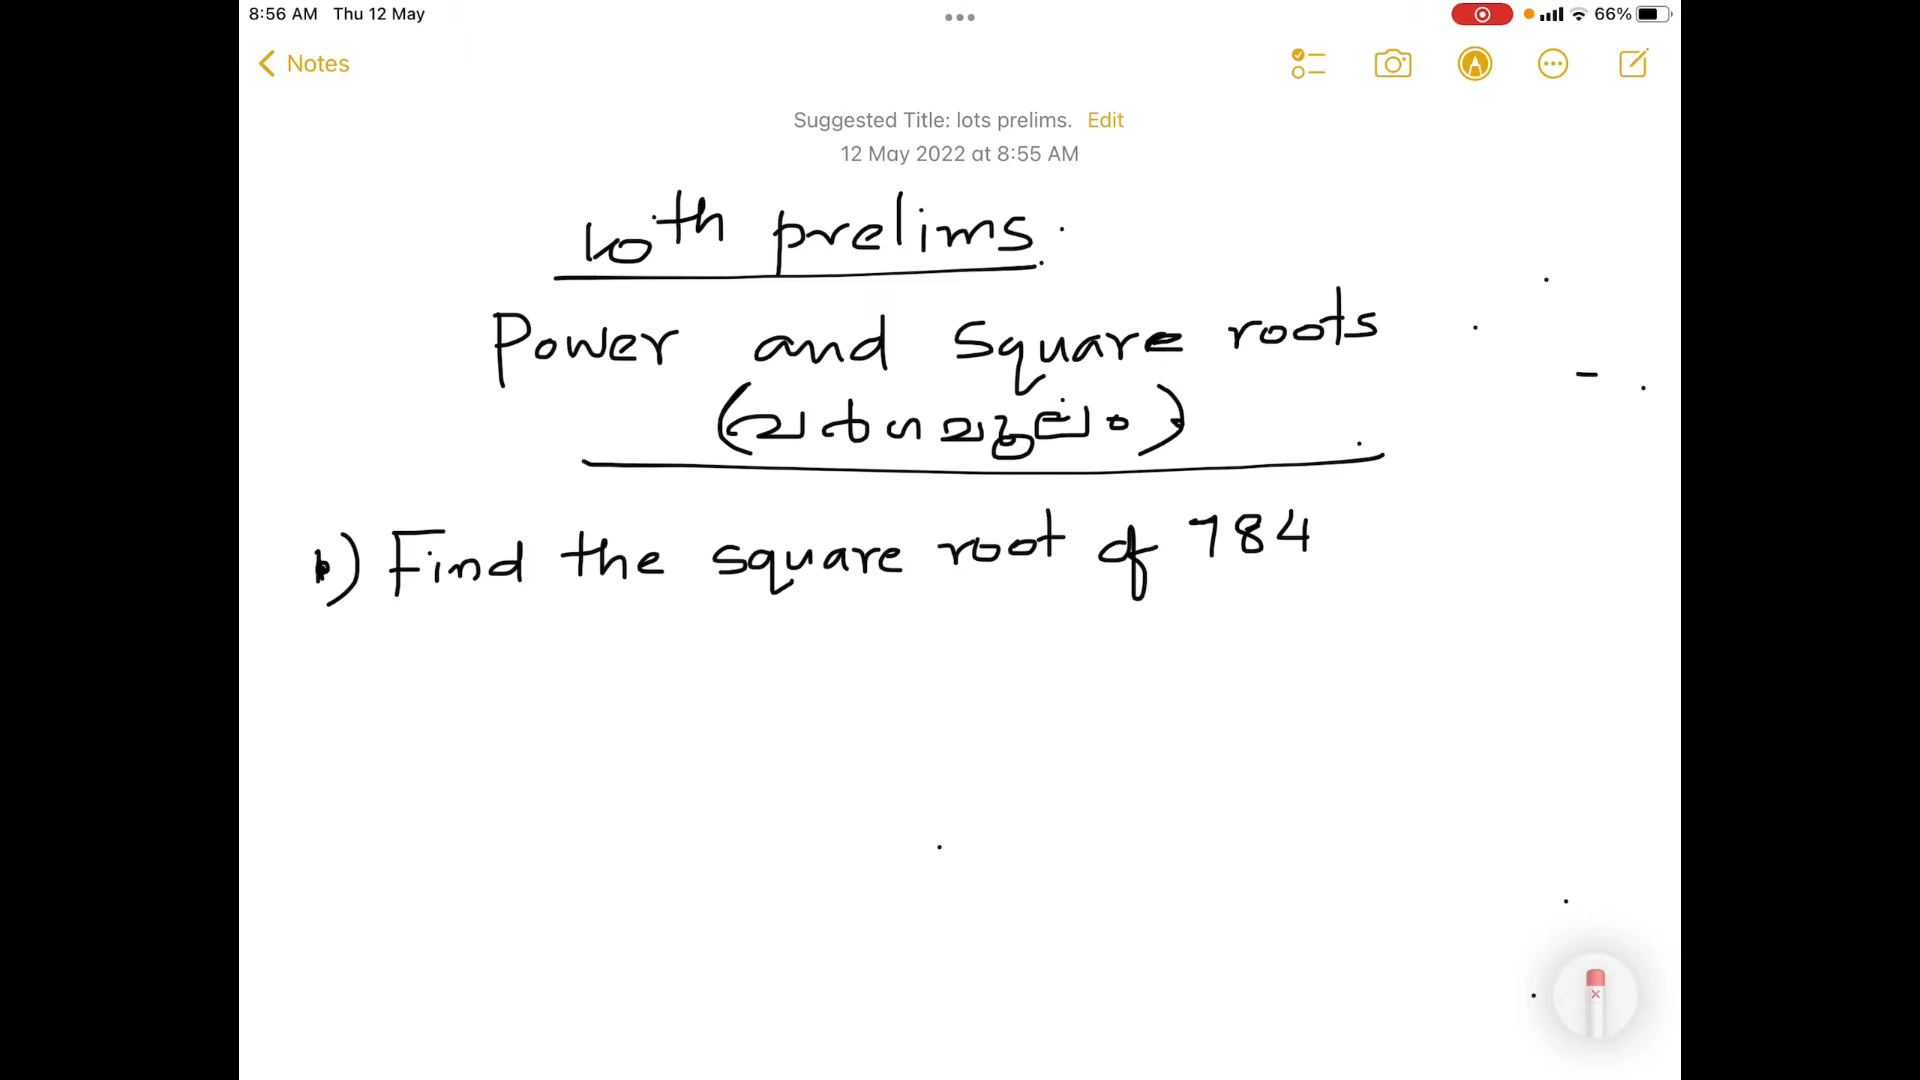 8:56 AM Thu 12 May
66%
Notes
Suggested Title: lots prelims. Edit
12 May 2022 at 8:55 AM
10th prelims.
Power and Square roots
1) Find the square root of 784